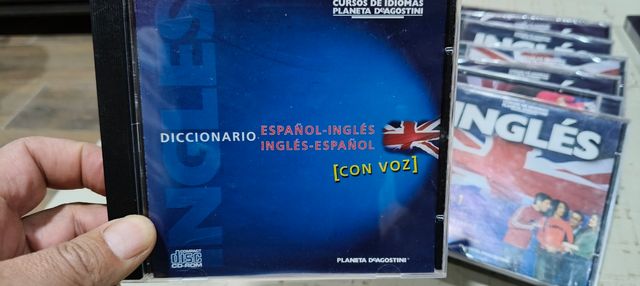 CURSOS DE IDIOMAS
PLANETA DeAGOSTINI
INGLES
DICCIONARIO
ESPAÑOL-INGLÉS
INGLÉS-ESPAÑOL
[CON VOZ]
COMPACT
disc
CD-ROM
PLANETA DeAGOSTINI
INGLÉS
INGLÉS